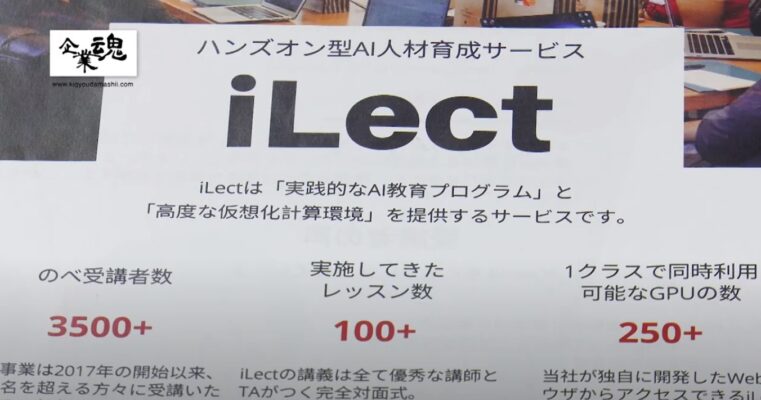 企業魂
www.kigyoudamashii.com
ハンズオン型AI人材育成サービス
iLect
iLectは「実践的なAI教育プログラム」と
「高度な仮想化計算環境」を提供するサービスです。
のべ受講者数
3500+
事業は2017年の開始以来、
名を超える方々に受講いた
実施してきた
レッスン数
100+
iLectの講義は全て優秀な講師と
TAがつく完全対面式。
1クラスで同時利用
可能なGPUの数
250+
当社が独自に開発したWeb
ウザからアクセスできるiL